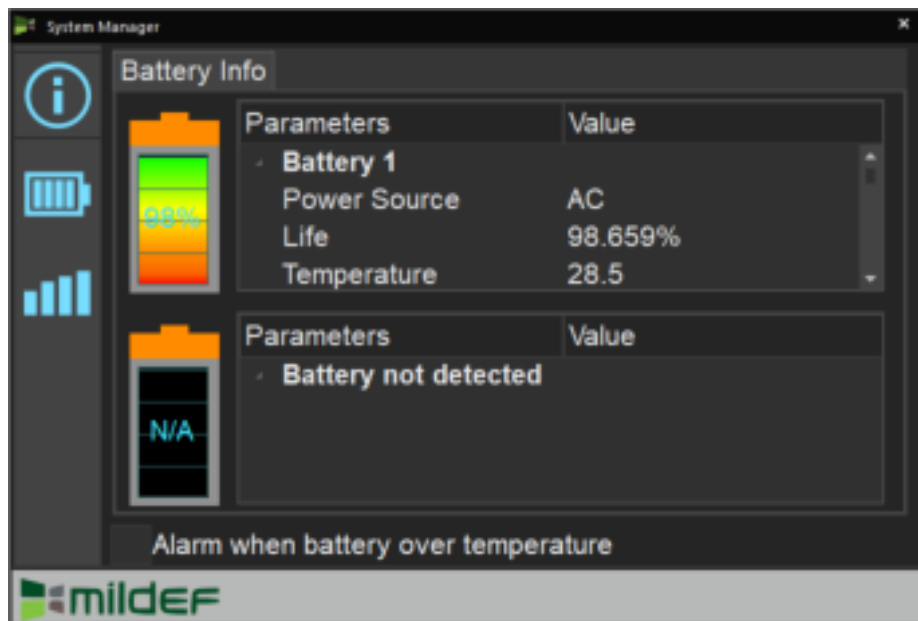 System Manager
Battery Info
Parameters Value
Battery 1
Power Source AC
Life 98.659%
Temperature 28.5
98%
Parameters Value
Battery not detected
N/A
Alarm when battery over temperature
mildef